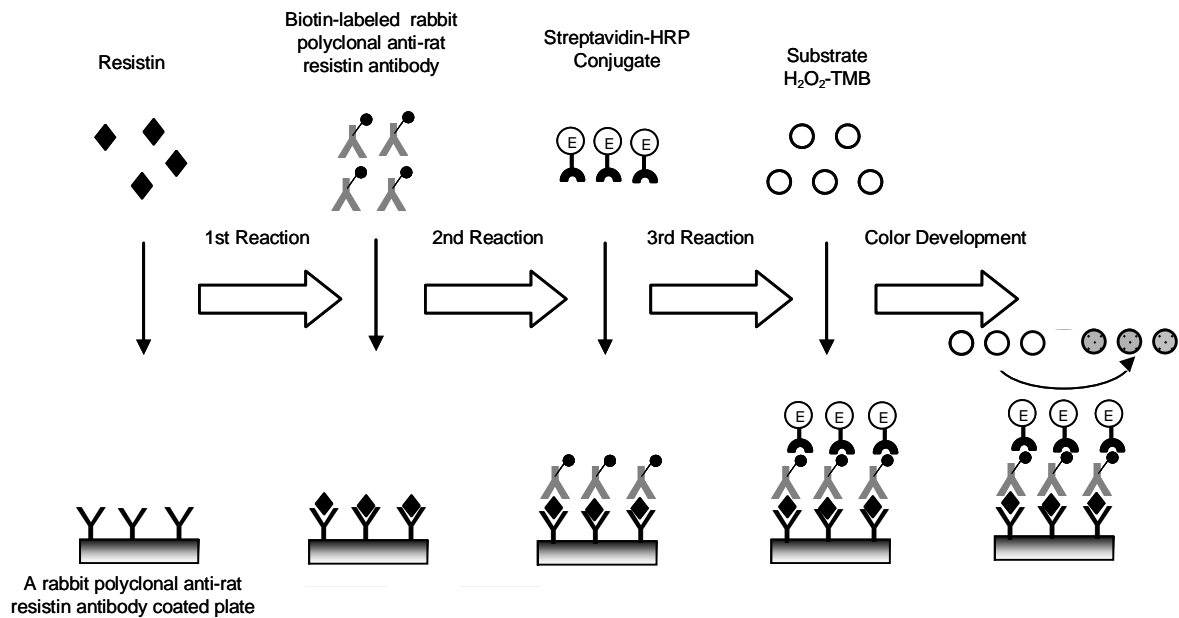 Resistin
Biotin-labeled rabbit
polyclonal anti-rat
resistin antibody
Streptavidin-HRP
Conjugate
Substrate
H₂O₂-TMB
E E E
1st Reaction
2nd Reaction
3rd Reaction
Color Development
E E E
E E E
A rabbit polyclonal anti-rat
resistin antibody coated plate